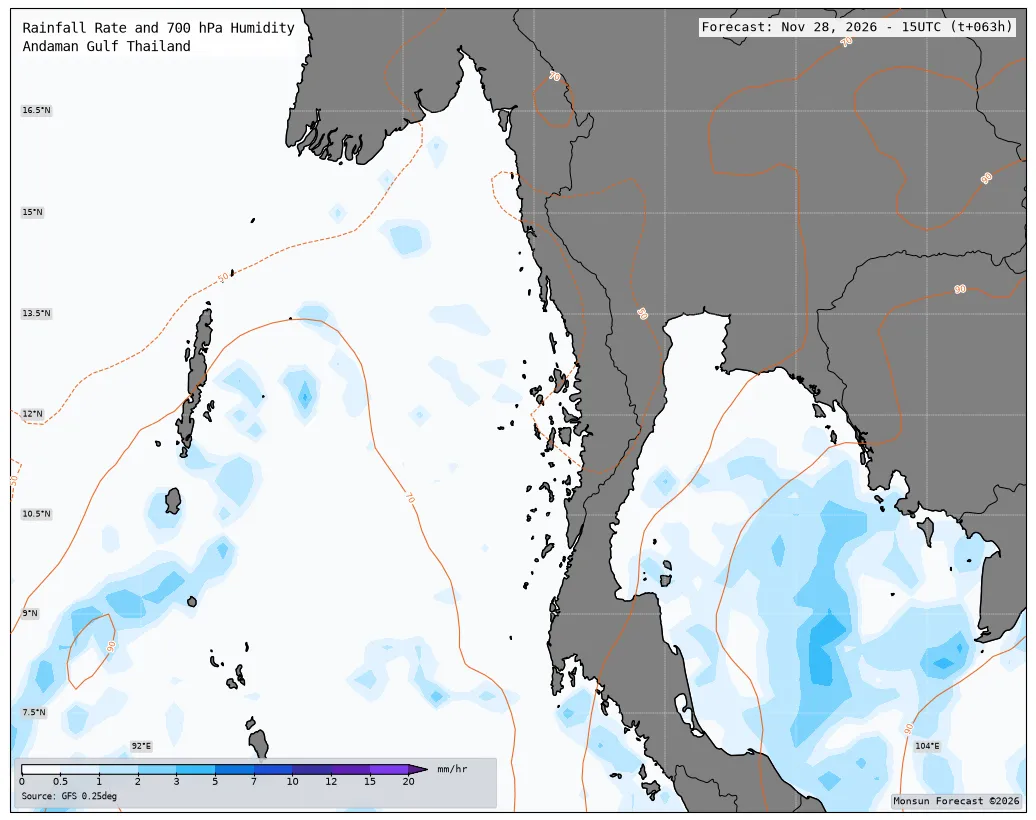 Rainfall Rate and 700 hPa Humidity
Andaman Gulf Thailand
Forecast: Nov 28, 2026 - 15UTC (t+063h)
70
70
16.5°N
90
15°N
50
90
13.5°N
50
12°N
50
70
10.5°N
9°N
90
7.5°N
90
92°E
104°E
mm/hr
0 0.5 1 2 3 5 7 10 12 15 20
Source: GFS 0.25deg
Monsun Forecast ©2026